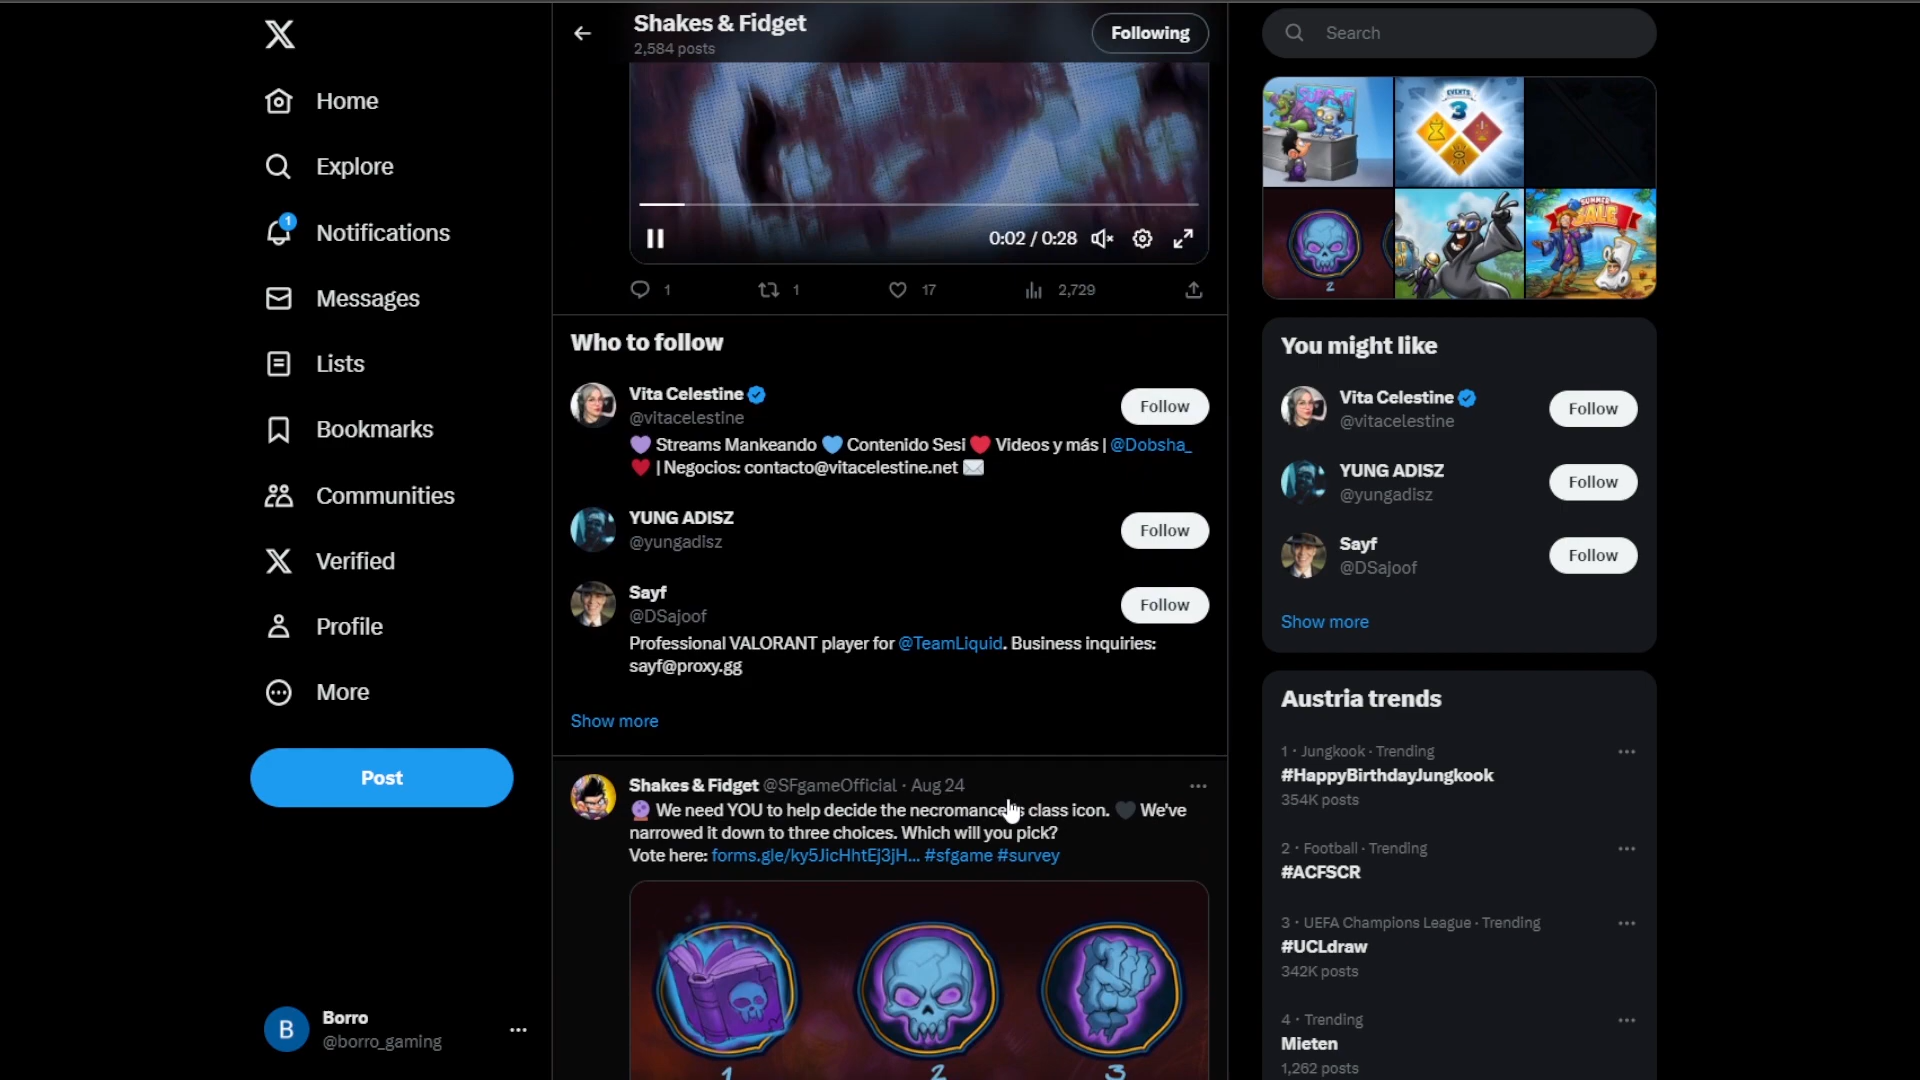 Home
Explore
1
Notifications
Messages
Lists
Bookmarks
Communities
Verified
Profile
More
Post
B
Borro
@borro_gaming
Shakes & Fidget
2,584 posts
Following
0:02 / 0:28
1
1
17
2,729
Who to follow
Vita Celestine
@vitacelestine
Streams Mankeando Contenido Sesi Videos y más | @Dobsha_
| Negocios: contacto@vitacelestine.net
Follow
YUNG ADISZ
@yungadisz
Follow
Sayf
@DSajoof
Professional VALORANT player for @TeamLiquid. Business inquiries:
sayf@proxy.gg
Follow
Show more
Shakes & Fidget @SFgameOfficial · Aug 24
We need YOU to help decide the class icon. We've
narrowed it down to three choices. Which will you pick?
Vote here: forms.gle/ky5JicHhtEj3jH... #sfgame #survey
1 2 3
Search
EVENTS
3
2
SUMMER
SALE
You might like
Vita Celestine
@vitacelestine
Follow
YUNG ADISZ
@yungadisz
Follow
Sayf
@DSajoof
Follow
Show more
Austria trends
1 · Jungkook · Trending
#HappyBirthdayJungkook
354K posts
2 · Football · Trending
#ACFSCR
3 · UEFA Champions League · Trending
#UCLdraw
342K posts
4 · Trending
Mieten
1,262 posts